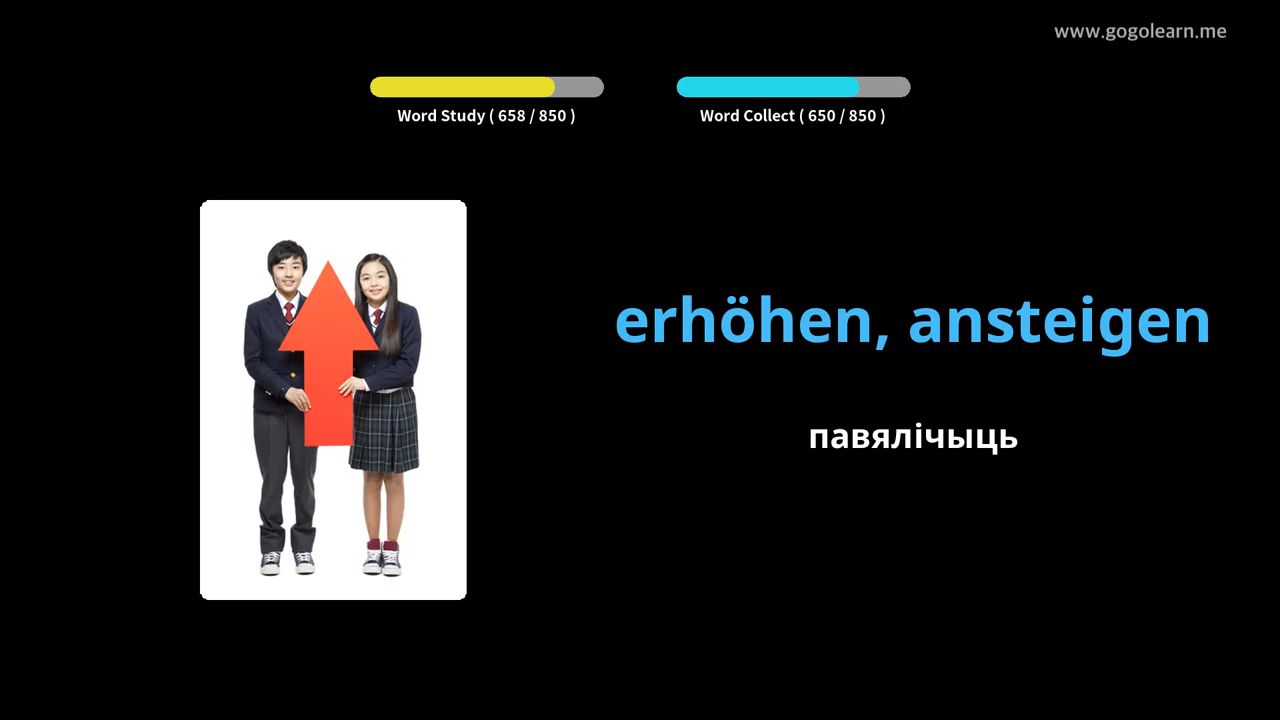 www.gogolearn.me
Word Study ( 658 / 850 )
Word Collect ( 650 / 850 )
erhöhen, ansteigen
павялічыць